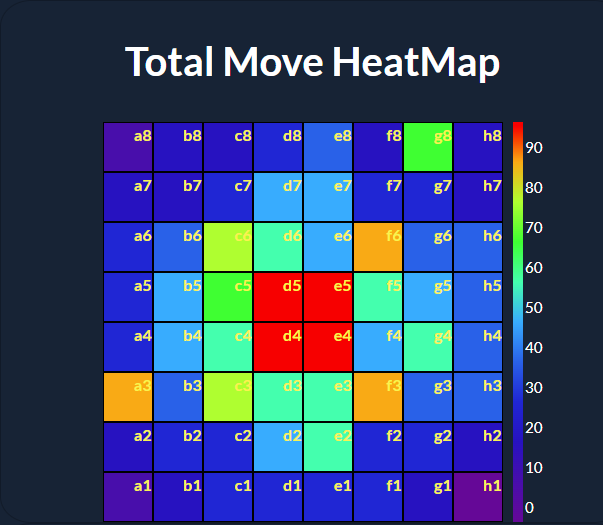 Total Move HeatMap
a8 b8 c8 d8 e8 f8 g8 h8
90
a7 b7 c7 d7 e7 f7 g7 h7
80
70
a6 b6 c6 d6 e6 f6 g6 h6
60
a5 b5 c5 d5 e5 f5 g5 h5
50
a4 b4 c4 d4 e4 f4 g4 h4
40
a3 b3 c3 d3 e3 f3 g3 h3
30
20
a2 b2 c2 d2 e2 f2 g2 h2
10
a1 b1 c1 d1 e1 f1 g1 h1
0